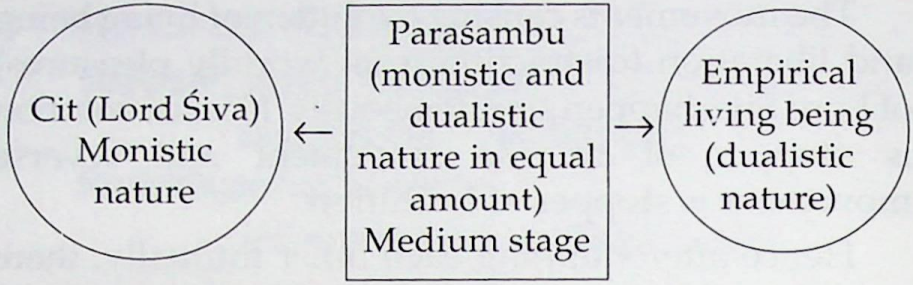 Cit (Lord Śiva)
Monistic
nature
←
Paraśambu
(monistic and
dualistic
nature in equal
amount)
Medium stage
→
Empirical
living being
(dualistic
nature)